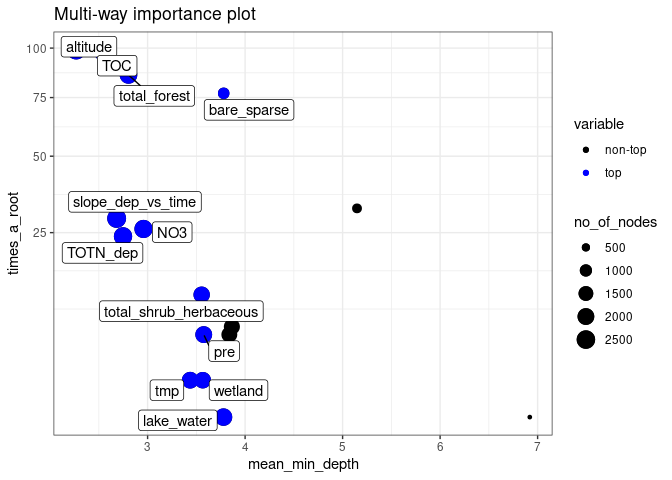 Multi-way importance plot
times_a_root
100
75
50
25
altitude
TOC
total_forest
bare_sparse
slope_dep_vs_time
NO3
TOTN_dep
total_shrub_herbaceous
pre
tmp
wetland
lake_water
3
4
5
6
7
mean_min_depth
variable
non-top
top
no_of_nodes
500
1000
1500
2000
2500